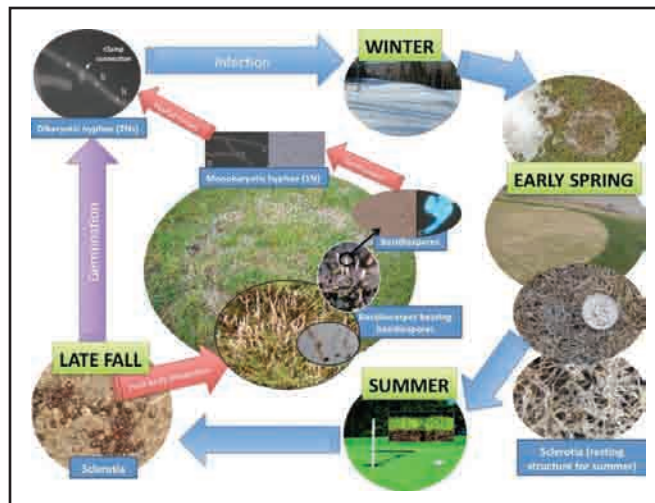 WINTER
Infection
Clamp
connection
n
n
Dikaryotic hyphae (2Ns)
Monokaryotic hyphae (1N)
EARLY SPRING
Basidiospores
Germination
Basidiocarps bearing
basidiospores
LATE FALL
SUMMER
Sclerotia
Sclerotia (resting
structure for summer)